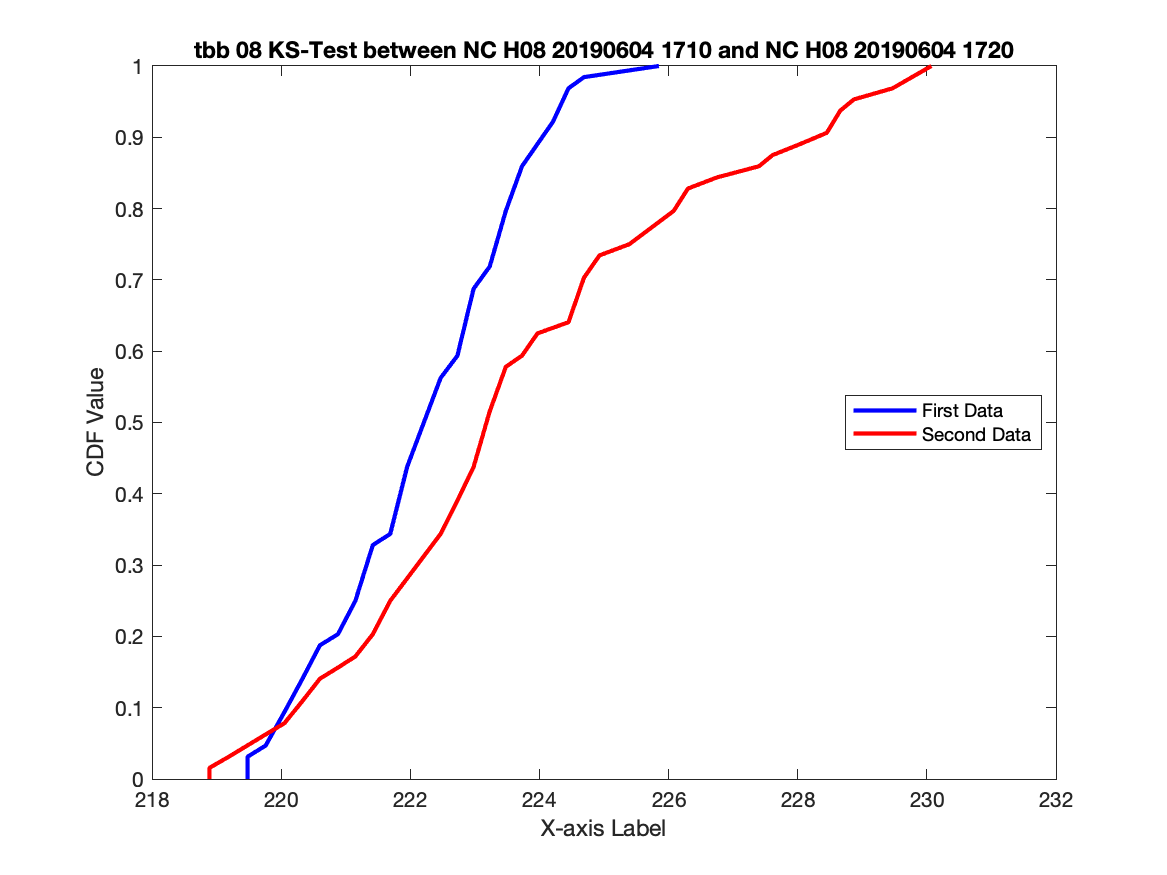 tbb 08 KS-Test between NC H08 20190604 1710 and NC H08 20190604 1720
1
0.9
0.8
0.7
0.6
0.5
0.4
0.3
0.2
0.1
0
CDF Value
First Data
Second Data
218 220 222 224 226 228 230 232
X-axis Label